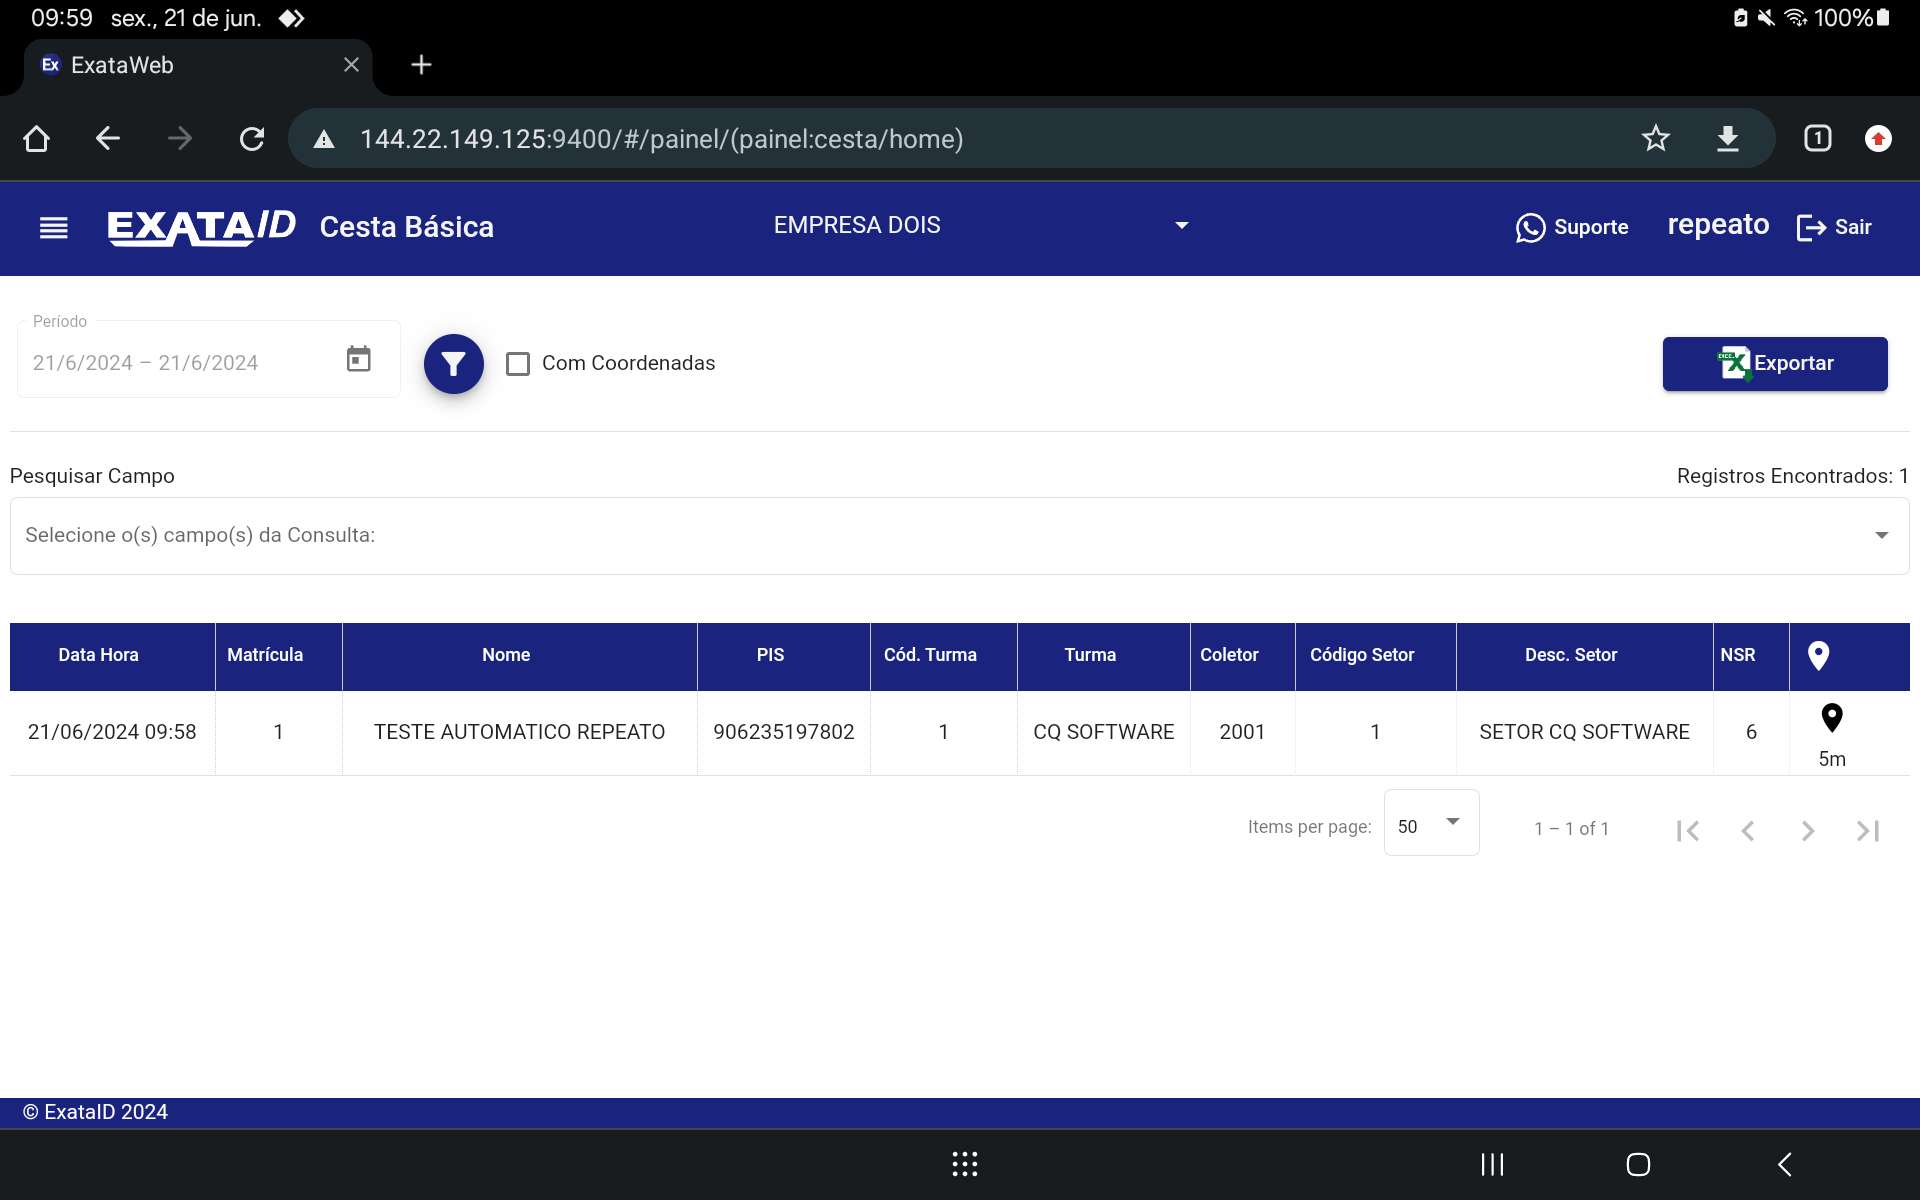 09:59 sex., 21 de jun. 100%
Ex ExataWeb
144.22.149.125:9400/#/painel/(painel:cesta/home) 1
EXATAID Cesta Básica EMPRESA DOIS Suporte repeato Sair
Período
21/6/2024 – 21/6/2024 Com Coordenadas Exportar
Pesquisar Campo Registros Encontrados: 1
Selecione o(s) campo(s) da Consulta:
Data Hora Matrícula Nome PIS Cód. Turma Turma Coletor Código Setor Desc. Setor NSR
21/06/2024 09:58 1 TESTE AUTOMATICO REPEATO 906235197802 1 CQ SOFTWARE 2001 1 SETOR CQ SOFTWARE 6
5m
Items per page: 50 1 – 1 of 1
© ExataID 2024